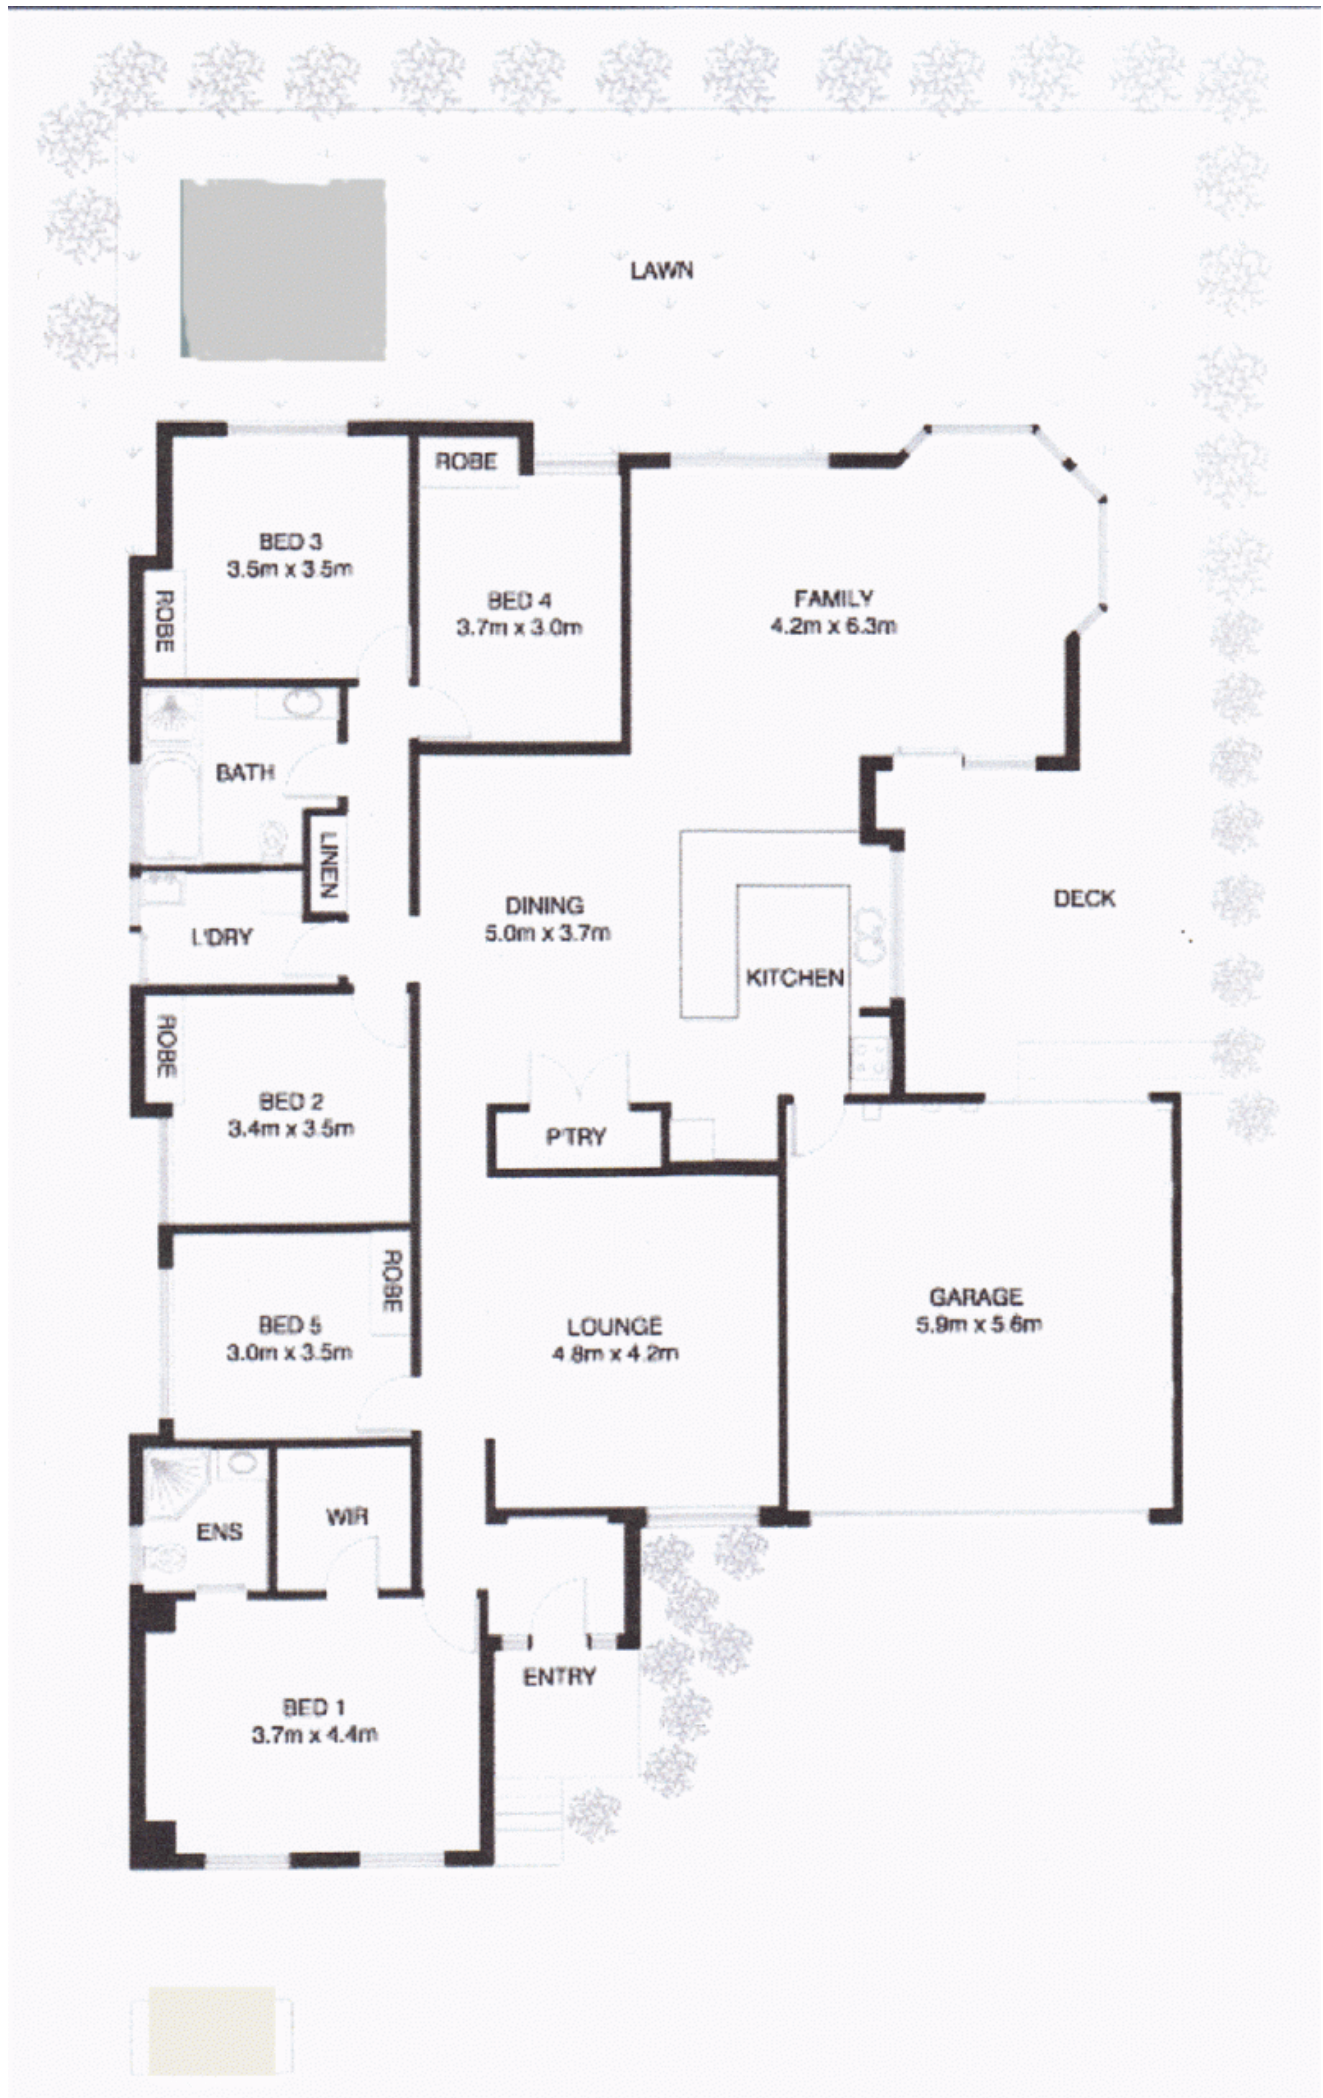 LAWN
ROBE
BED 3
3.5m x 3.5m
ROBE
BED 4
3.7m x 3.0m
FAMILY
4.2m x 6.3m
BATH
LINEN
L'DRY
DINING
5.0m x 3.7m
DECK
KITCHEN
ROBE
BED 2
3.4m x 3.5m
P'TRY
ROBE
BED 5
3.0m x 3.5m
LOUNGE
4.8m x 4.2m
GARAGE
5.9m x 5.6m
WIR
ENS
ENTRY
BED 1
3.7m x 4.4m